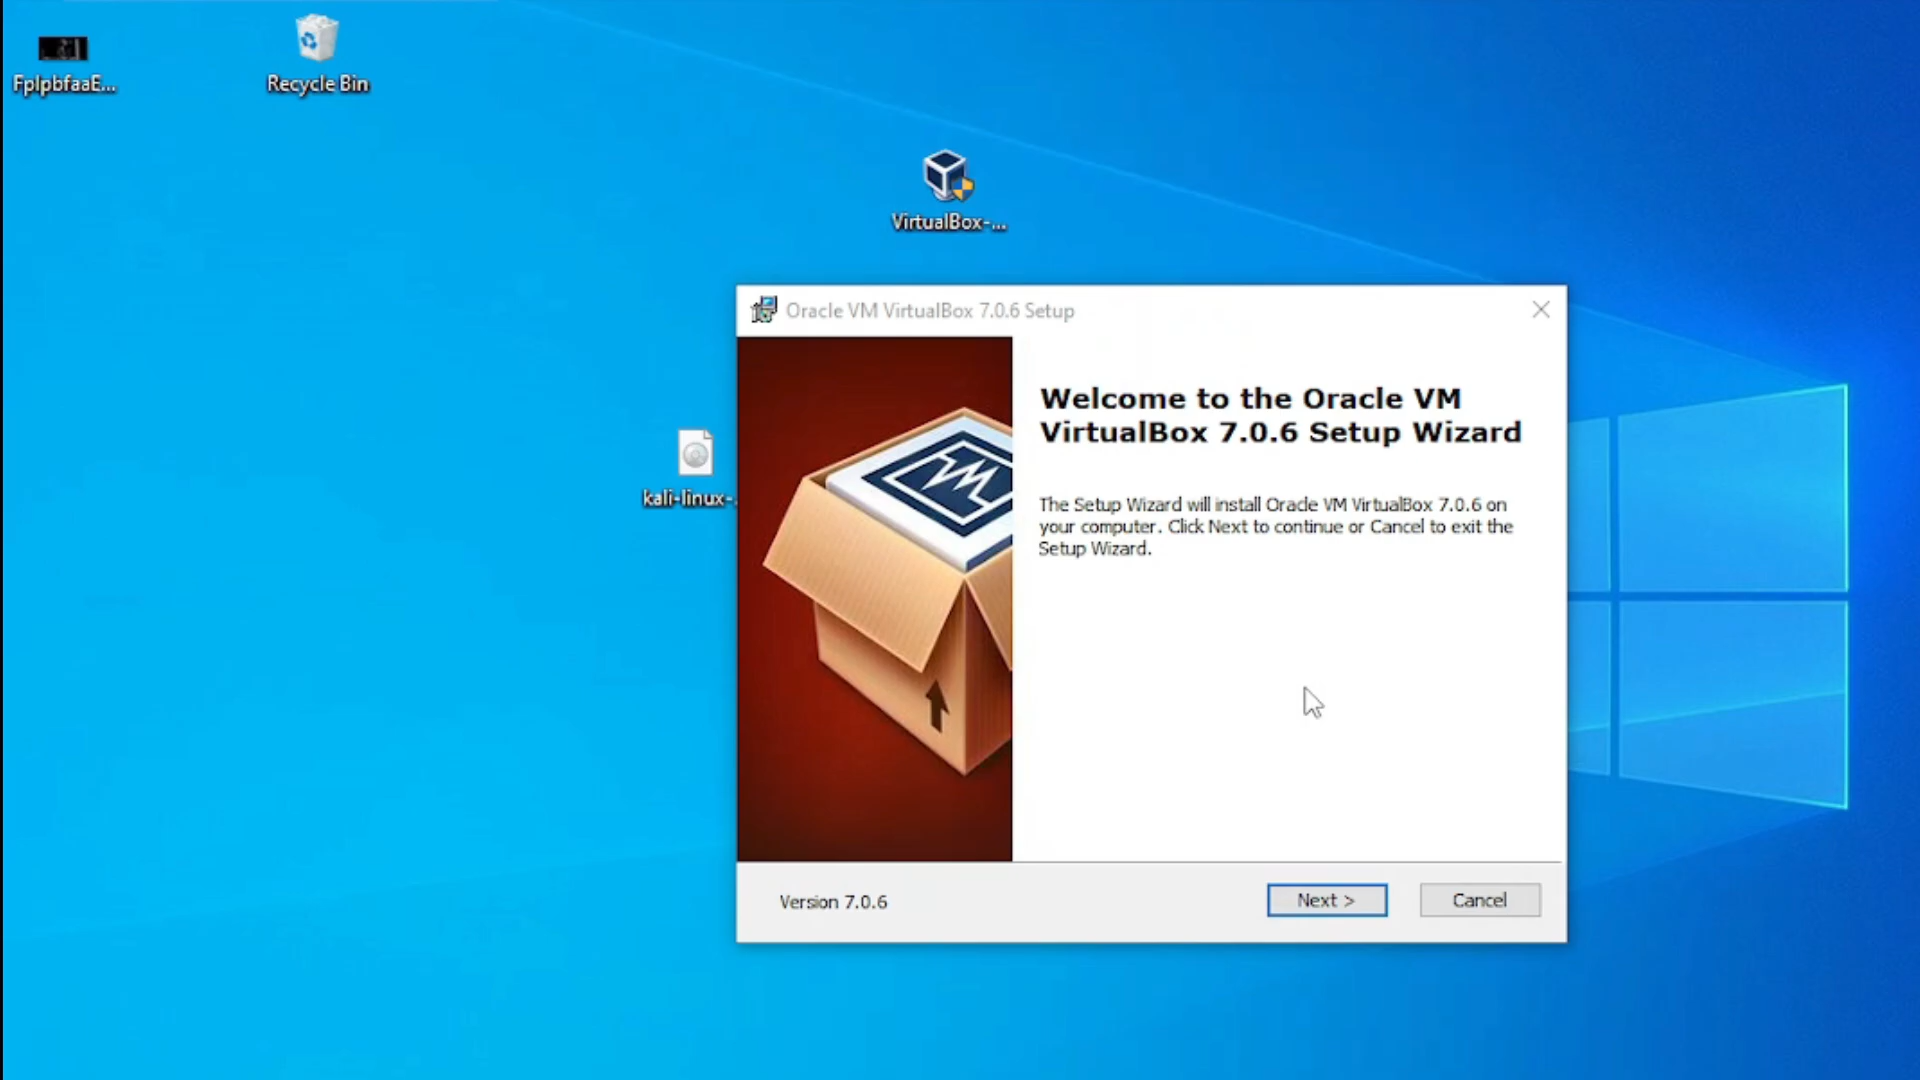 FplpbfaaE...
Recycle Bin
VirtualBox-...
Oracle VM VirtualBox 7.0.6 Setup
Welcome to the Oracle VM
VirtualBox 7.0.6 Setup Wizard
kali-linux-.
The Setup Wizard will install Oracle VM VirtualBox 7.0.6 on
your computer. Click Next to continue or Cancel to exit the
Setup Wizard.
Version 7.0.6
Next >
Cancel